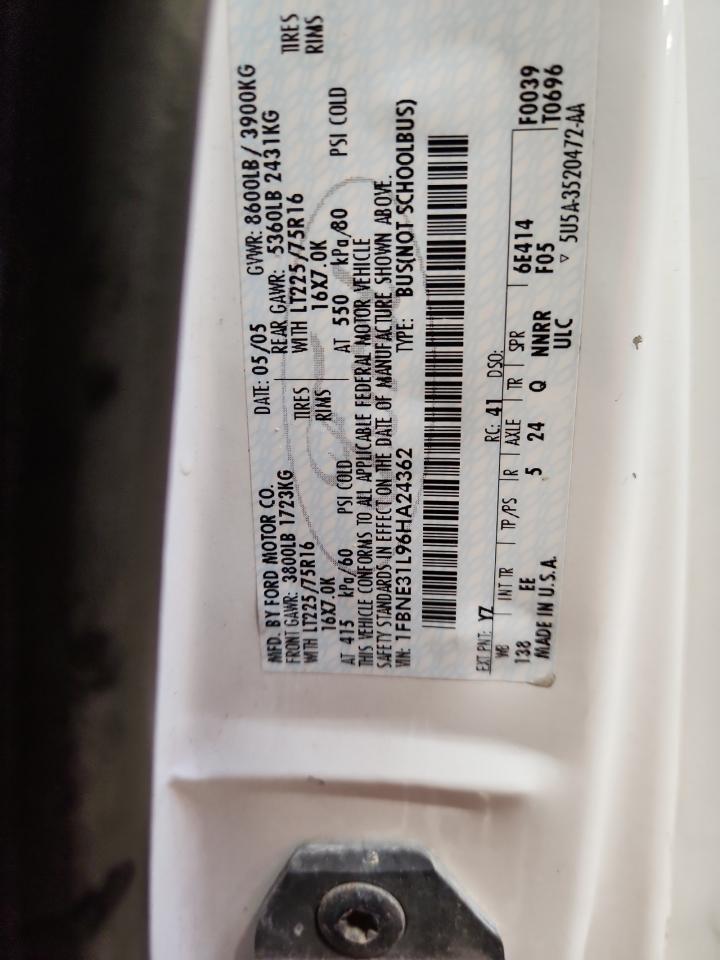 MFD. BY FORD MOTOR CO.
DATE: 05/05 GVWR: 8600LB/ 3900KG
FRONT GAWR: 3800LB 1723KG REAR GAWR: 5360LB 2431KG
WITH LT225/75R16 TIRES WITH LT225/75R16 TIRES
16X7.0K RIMS 16X7.0K RIMS
AT 415 kPa/60 PSI COLD AT 550 kPa/80 PSI COLD
THIS VEHICLE CONFORMS TO ALL APPLICABLE FEDERAL MOTOR VEHICLE
SAFETY STANDARDS IN EFFECT ON THE DATE OF MANUFACTURE SHOWN ABOVE.
VIN: 1FBNE31L96HA24362 TYPE: BUS(NOT SCHOOLBUS)
EXT PNT: YZ RC: 41 DSO:
WB INT TR TP/PS R AXLE TR SPR
138 EE 5 24 Q NNRR
6E414 F0039
F05 T0696
MADE IN U.S.A. ULC ▽ 5U5A-3520472-AA